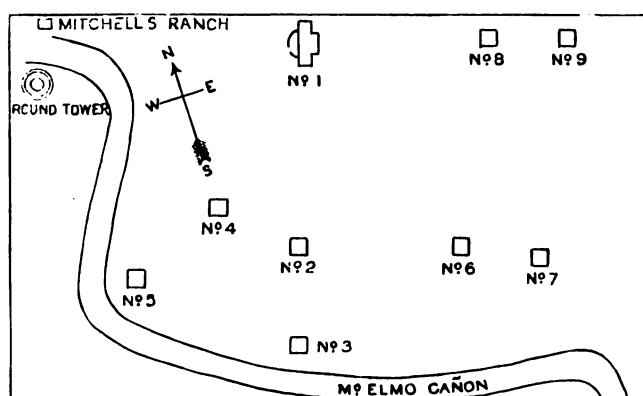 MITCHELL'S RANCH
ROUND TOWER
N
W E
S
Nº 1
Nº 8
Nº 9
Nº 4
Nº 2
Nº 6
Nº 7
Nº 5
Nº 3
Mº ELMO CAÑON